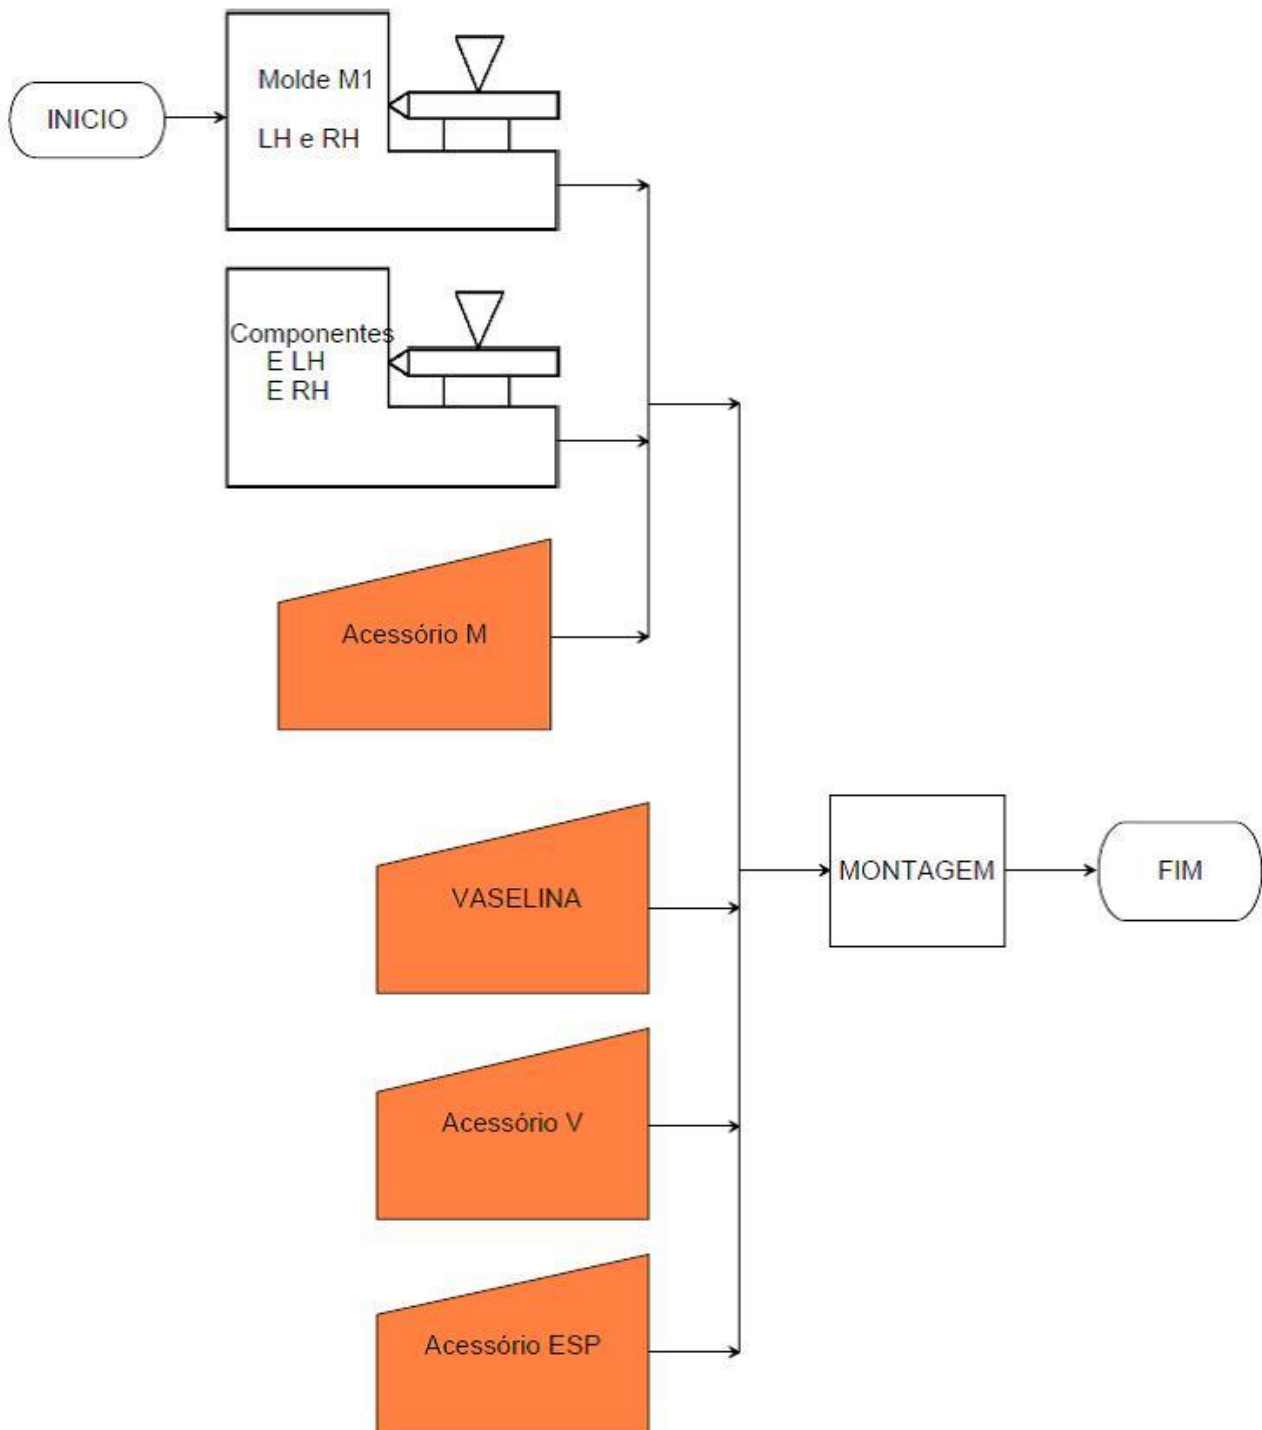 INICIO
Molde M1
LH e RH
Componentes
E LH
E RH
Acessório M
VASELINA
MONTAGEM
FIM
Acessório V
Acessório ESP